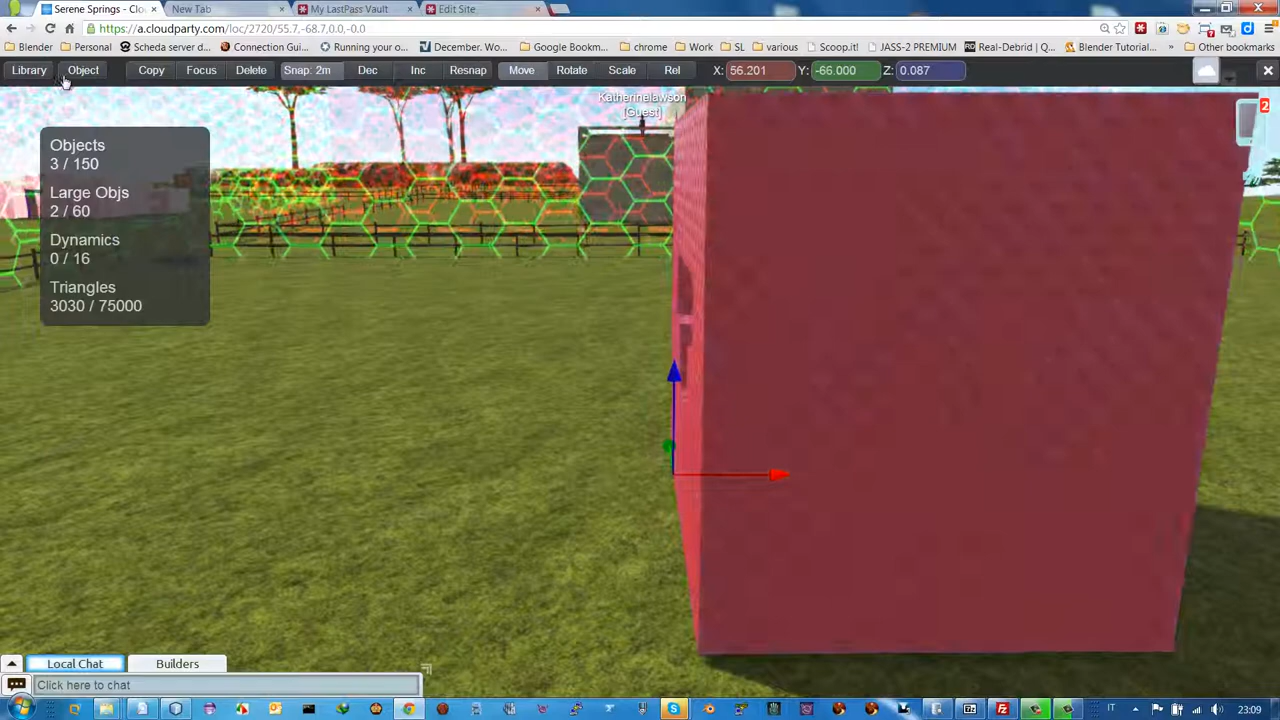 Serene Springs - Clo
New Tab
My LastPass Vault
Edit Site
https://a.cloudparty.com/loc/2720/55.7,-68.7,0.0,-0.0
Blender
Personal
Scheda server d...
Connection Gui...
Running your o...
December. Wo...
Google Bookm...
chrome
Work
SL
various
Scoop.it!
JASS-2 PREMIUM
Real-Debrid
Blender Tutorial...
Other bookmarks
Library
Object
Copy
Focus
Delete
Snap: 2m
Dec
Inc
Resnap
Move
Rotate
Scale
Rel
X: 56.201
Y: -66.000
Z: 0.087
Katherinelawson
[Guest]
2
Objects
3 / 150
Large Objs
2 / 60
Dynamics
0 / 16
Triangles
3030 / 75000
Local Chat
Builders
Click here to chat
IT
23:09